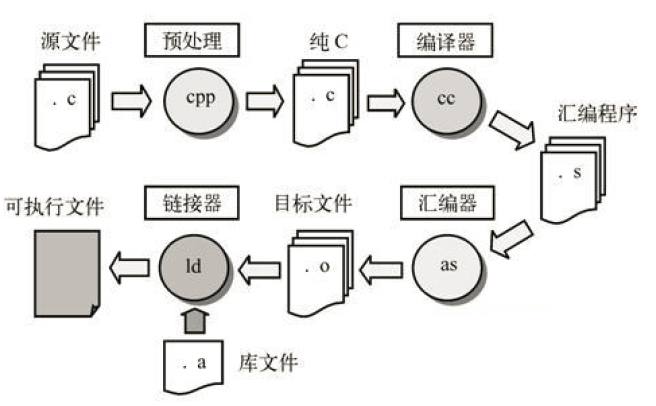 源文件
预处理
纯 C
编译器
. c
cpp
. c
cc
汇编程序
. s
可执行文件
链接器
目标文件
汇编器
ld
. o
as
. a
库文件